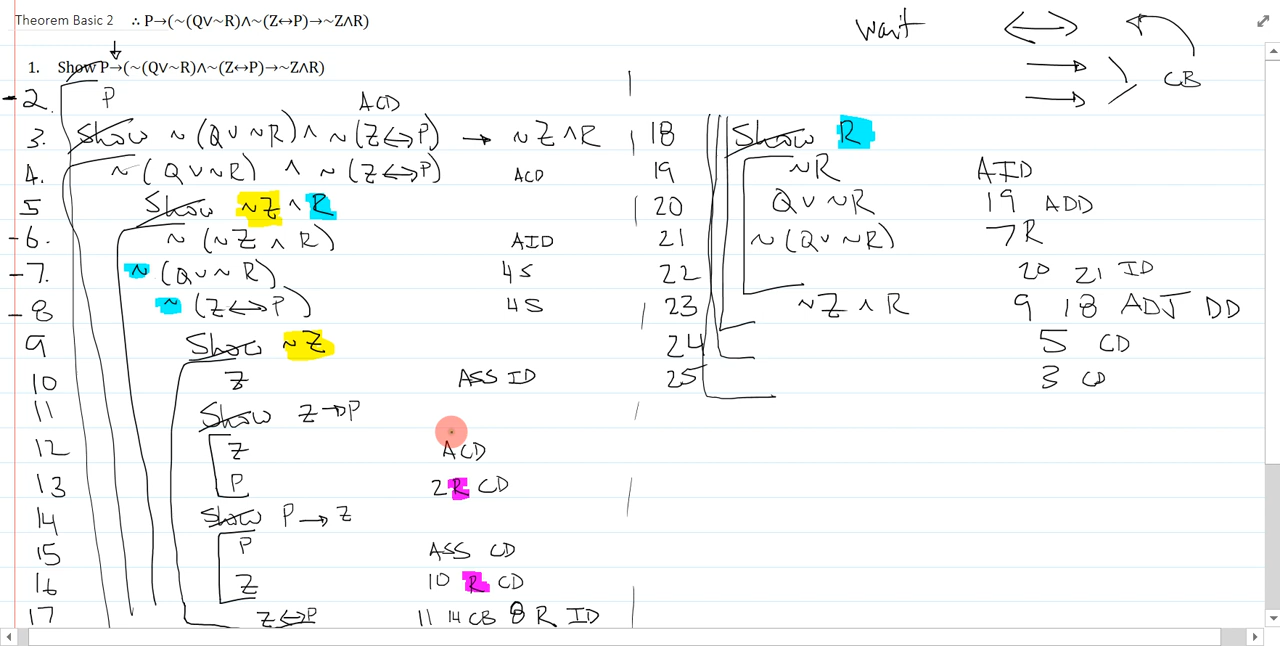 Theorem Basic 2 ∴ P→(~(Q∨~R)∧~(Z↔P)→~Z∧R)
1. Show P→(~(Q∨~R)∧~(Z↔P)→~Z∧R)
-2. P ACD
3. Show ~(Q∨~R)∧~(Z↔P) → ~Z∧R
4. ~(Q∨~R) ∧ ~(Z↔P) ACD
5 Show ~Z∧R
-6. ~(~Z∧R) AID
-7. ~(Q∨~R) 4S
-8 ~(Z↔P) 4S
9 Show ~Z
10 Z ASS ID
11 Show Z→P
12 Z ACD
13 P 2R CD
14 Show P→Z
15 P ASS CD
16 Z 10 R CD
17 Z↔P 11 14 CB 8 R ID
wait ↔
→
→ CB
18 Show R
19 ~R AID
20 Q∨~R 19 ADD
21 ~(Q∨~R) 7R
22 20 21 ID
23 ~Z∧R 9 18 ADJ DD
24 5 CD
25 3 CD